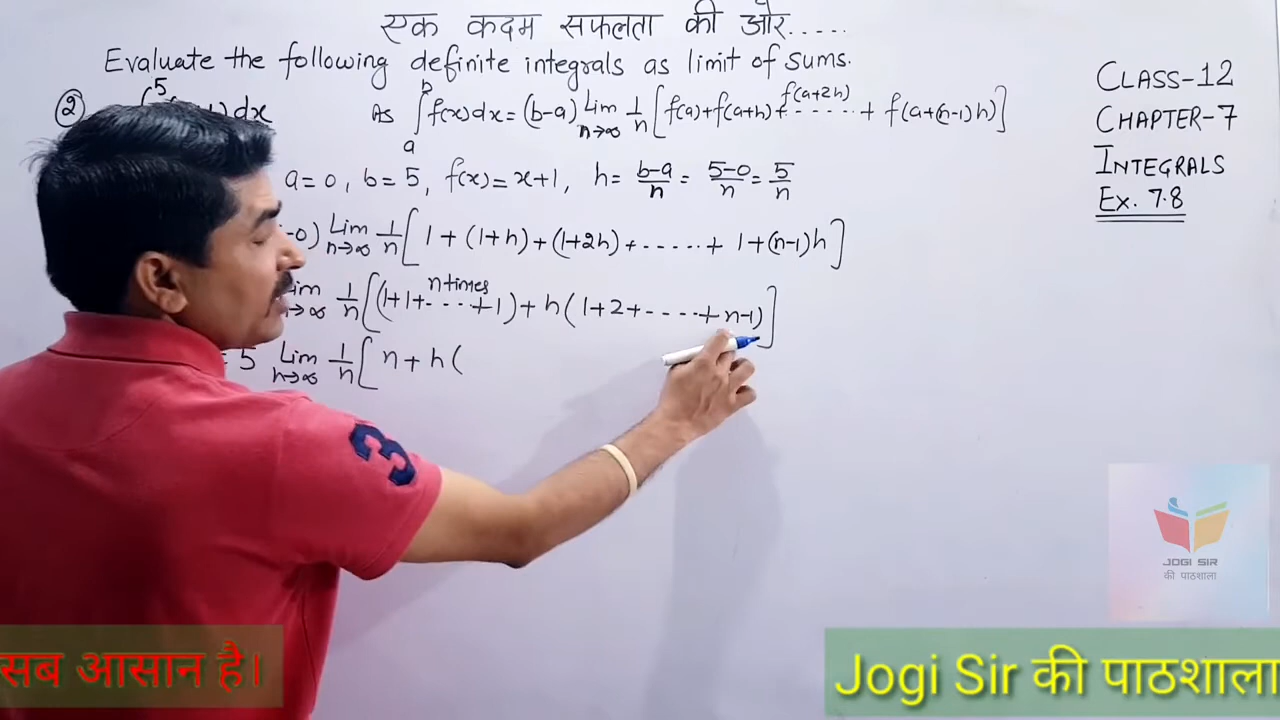 एक कदम सफलता की ओर.....
Evaluate the following definite integrals as limit of sums.
② 5 dx As ∫ₐᵇ f(x)dx = (b-a) Lim n→∞ 1/n [f(a)+f(a+h)+ f(a+2h) ······ + f(a+(n-1)h)]
a=0, b=5, f(x)=x+1, h= b-a/n = 5-0/n = 5/n
-0) Lim n→∞ 1/n [1+(1+h)+(1+2h)+ ······ + 1+(n-1)h]
1/n [(1+1+ n times ···· +1)+h(1+2+ ····· +n-1)]
= 5 Lim n→∞ 1/n [n+h(
CLASS-12
CHAPTER-7
INTEGRALS
Ex. 7.8
3
JOGI SIR
की पाठशाला
सब आसान है।
Jogi Sir की पाठशाला